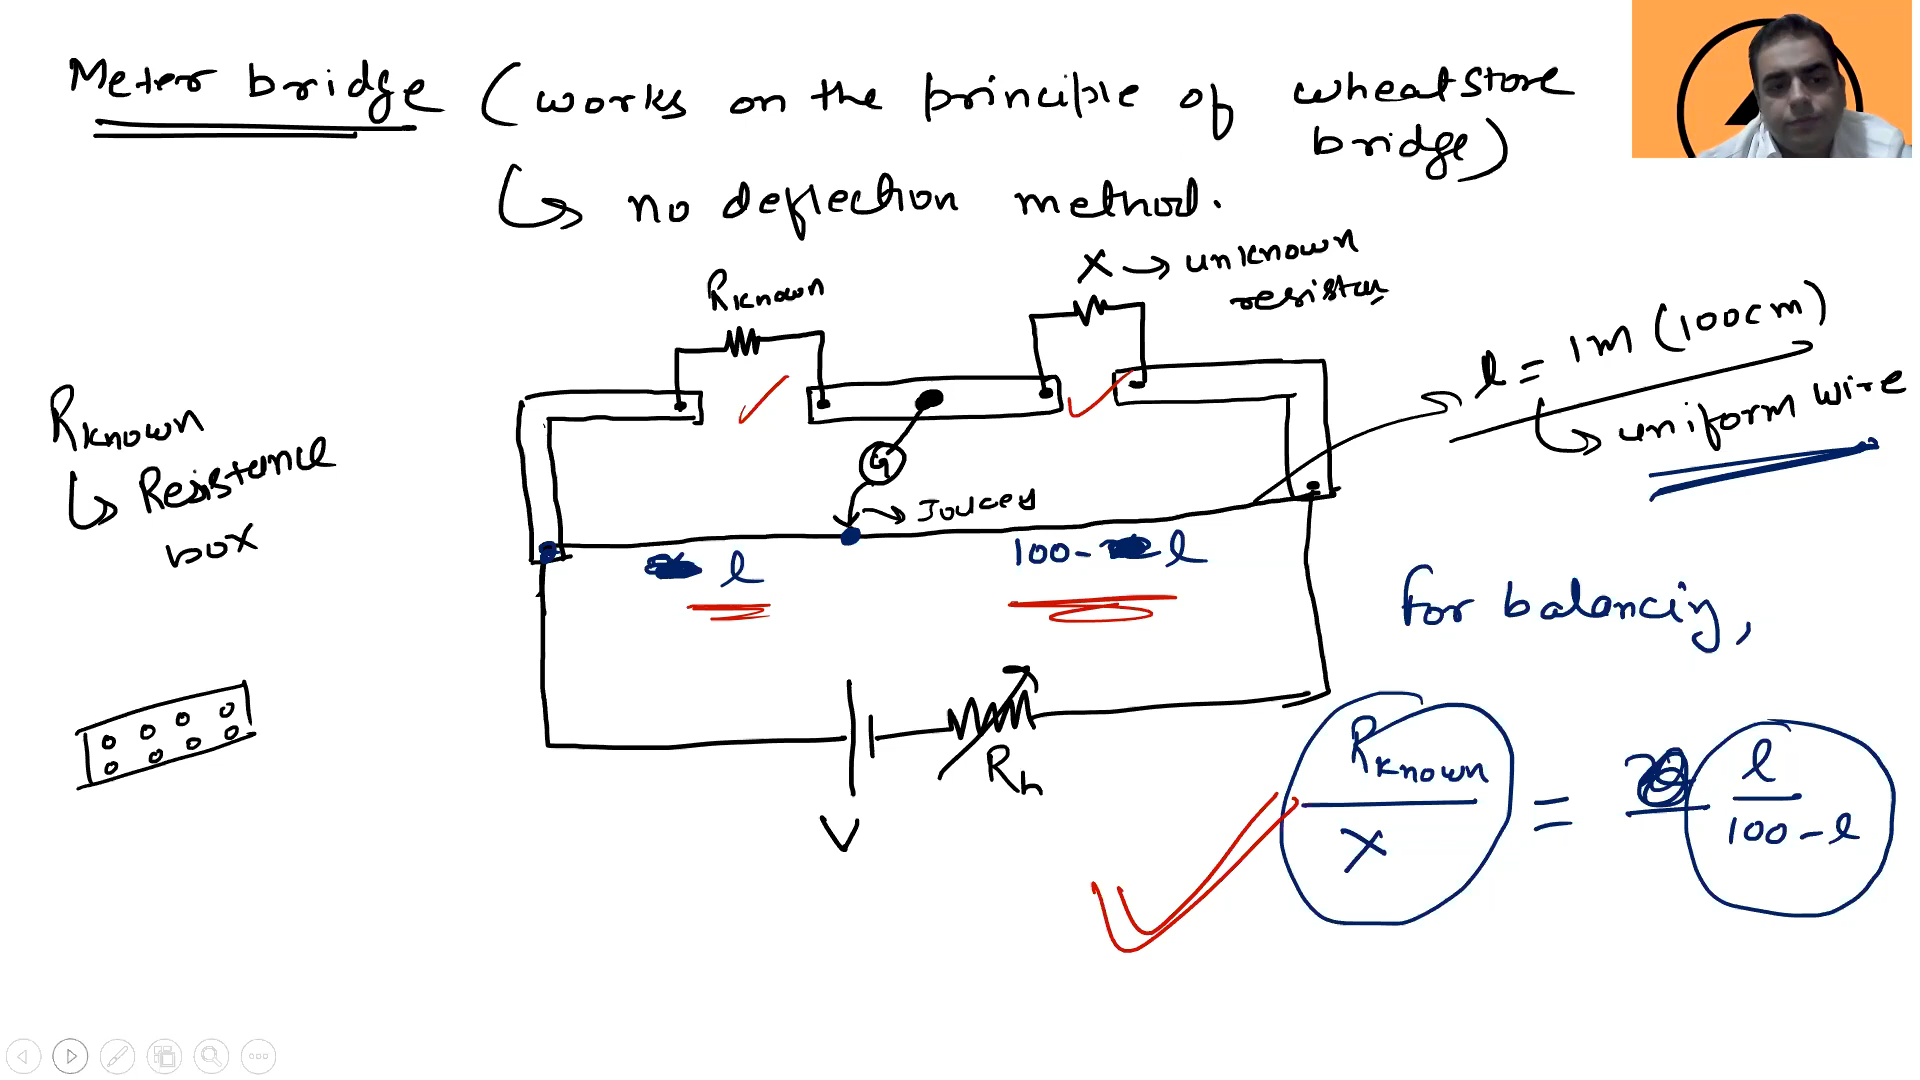 Meter bridge (works on the principle of wheatstone
bridge)
↳ no deflection method.
Rknown
X → unknown
resistor
l = 1m (100cm)
↳ uniform wire
Rknown
↳ Resistance
box
G
→ Jockey
l
100 - l
For balancing,
Rh
V
Rknown / X = l / 100 - l